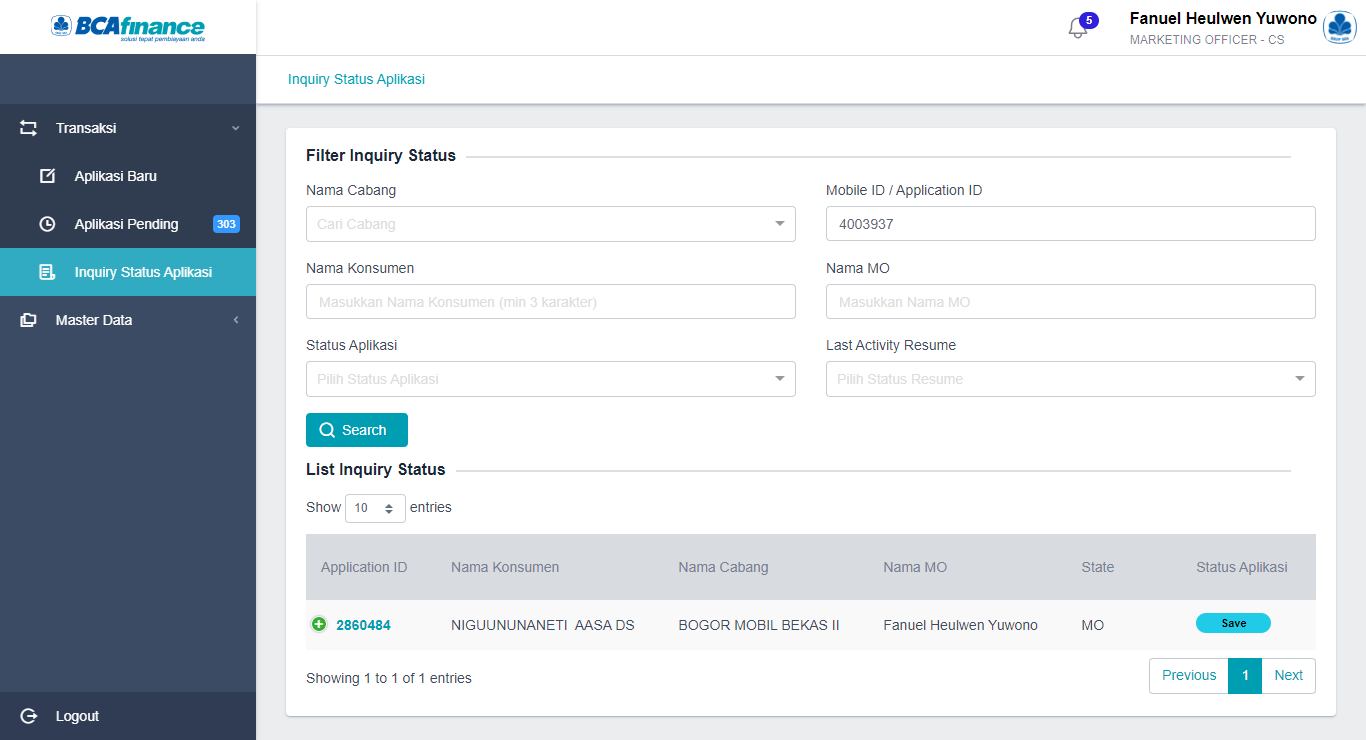 BCAfinance
solusi tepat pembiayaan anda
5
Fanuel Heulwen Yuwono
MARKETING OFFICER - CS
Inquiry Status Aplikasi
Transaksi
Aplikasi Baru
Aplikasi Pending 303
Inquiry Status Aplikasi
Master Data
Logout
Filter Inquiry Status
Nama Cabang
Mobile ID / Application ID
Cari Cabang
4003937
Nama Konsumen
Nama MO
Masukkan Nama Konsumen (min 3 karakter)
Masukkan Nama MO
Status Aplikasi
Last Activity Resume
Pilih Status Aplikasi
Pilih Status Resume
Search
List Inquiry Status
Show 10 entries
Application ID Nama Konsumen Nama Cabang Nama MO State Status Aplikasi
2860484 NIGUUNUNANETI AASA DS BOGOR MOBIL BEKAS II Fanuel Heulwen Yuwono MO Save
Showing 1 to 1 of 1 entries
Previous 1 Next